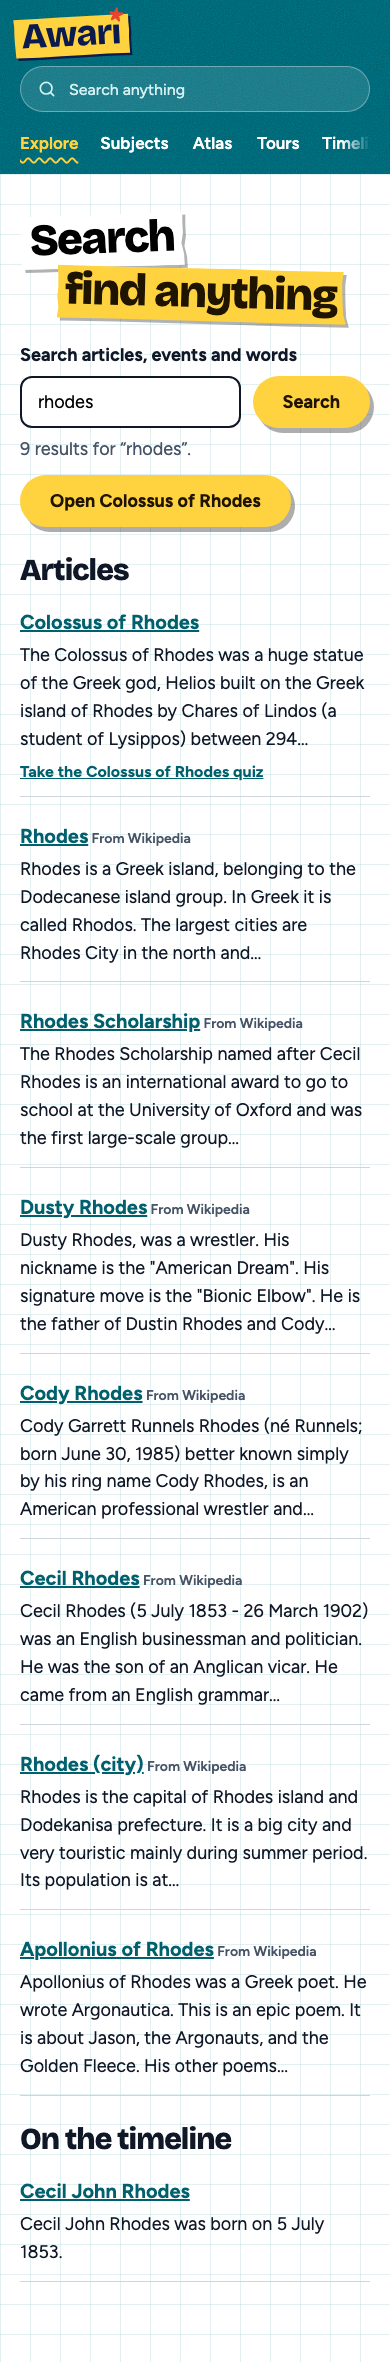 Awari
Search anything
Explore Subjects Atlas Tours Timeli
Search
find anything
Search articles, events and words
rhodes
Search
9 results for “rhodes”.
Open Colossus of Rhodes
Articles
Colossus of Rhodes
The Colossus of Rhodes was a huge statue
of the Greek god, Helios built on the Greek
island of Rhodes by Chares of Lindos (a
student of Lysippos) between 294...
Take the Colossus of Rhodes quiz
Rhodes From Wikipedia
Rhodes is a Greek island, belonging to the
Dodecanese island group. In Greek it is
called Rhodos. The largest cities are
Rhodes City in the north and...
Rhodes Scholarship From Wikipedia
The Rhodes Scholarship named after Cecil
Rhodes is an international award to go to
school at the University of Oxford and was
the first large-scale group...
Dusty Rhodes From Wikipedia
Dusty Rhodes, was a wrestler. His
nickname is the "American Dream". His
signature move is the "Bionic Elbow". He is
the father of Dustin Rhodes and Cody...
Cody Rhodes From Wikipedia
Cody Garrett Runnels Rhodes (né Runnels;
born June 30, 1985) better known simply
by his ring name Cody Rhodes, is an
American professional wrestler and...
Cecil Rhodes From Wikipedia
Cecil Rhodes (5 July 1853 - 26 March 1902)
was an English businessman and politician.
He was the son of an Anglican vicar. He
came from an English grammar...
Rhodes (city) From Wikipedia
Rhodes is the capital of Rhodes island and
Dodekanisa prefecture. It is a big city and
very touristic mainly during summer period.
Its population is at...
Apollonius of Rhodes From Wikipedia
Apollonius of Rhodes was a Greek poet. He
wrote Argonautica. This is an epic poem. It
is about Jason, the Argonauts, and the
Golden Fleece. His other poems...
On the timeline
Cecil John Rhodes
Cecil John Rhodes was born on 5 July
1853.